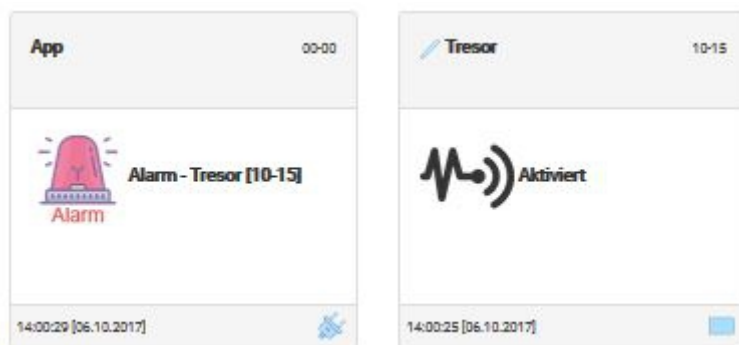 App 00-00
Alarm - Tresor [10-15]
Alarm
14:00:29 [06.10.2017]
Tresor 10-15
Aktiviert
14:00:25 [06.10.2017]